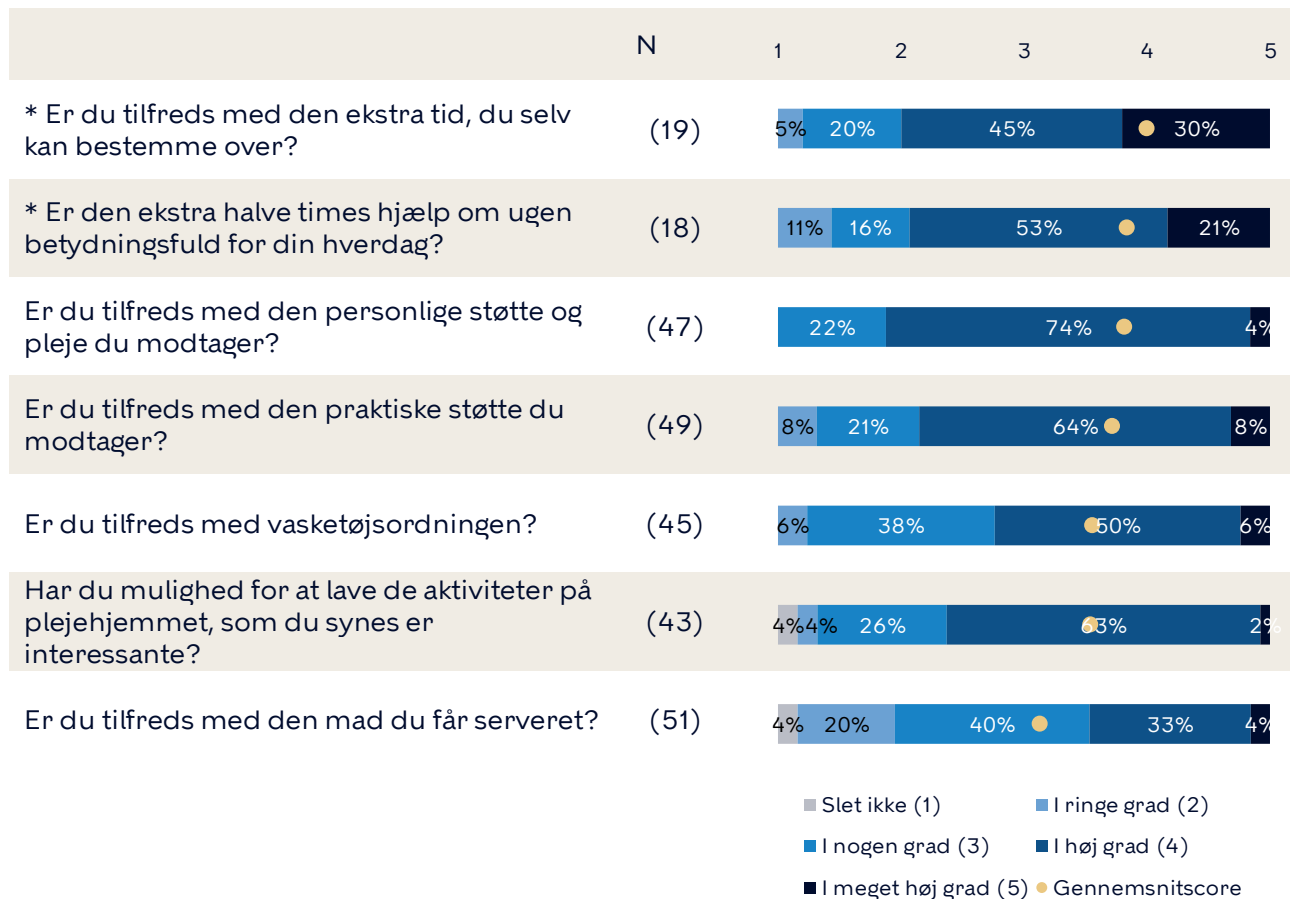 N 1 2 3 4 5
* Er du tilfreds med den ekstra tid, du selv
kan bestemme over?
(19) 5% 20% 45% 30%
* Er den ekstra halve times hjælp om ugen
betydningsfuld for din hverdag?
(18) 11% 16% 53% 21%
Er du tilfreds med den personlige støtte og
pleje du modtager?
(47) 22% 74% 4%
Er du tilfreds med den praktiske støtte du
modtager?
(49) 8% 21% 64% 8%
Er du tilfreds med vasketøjsordningen? (45) 6% 38% 50% 6%
Har du mulighed for at lave de aktiviteter på
plejehjemmet, som du synes er
interessante?
(43) 4% 4% 26% 63% 2%
Er du tilfreds med den mad du får serveret? (51) 4% 20% 40% 33% 4%
Slet ikke (1) I ringe grad (2)
I nogen grad (3) I høj grad (4)
I meget høj grad (5) Gennemsnitscore